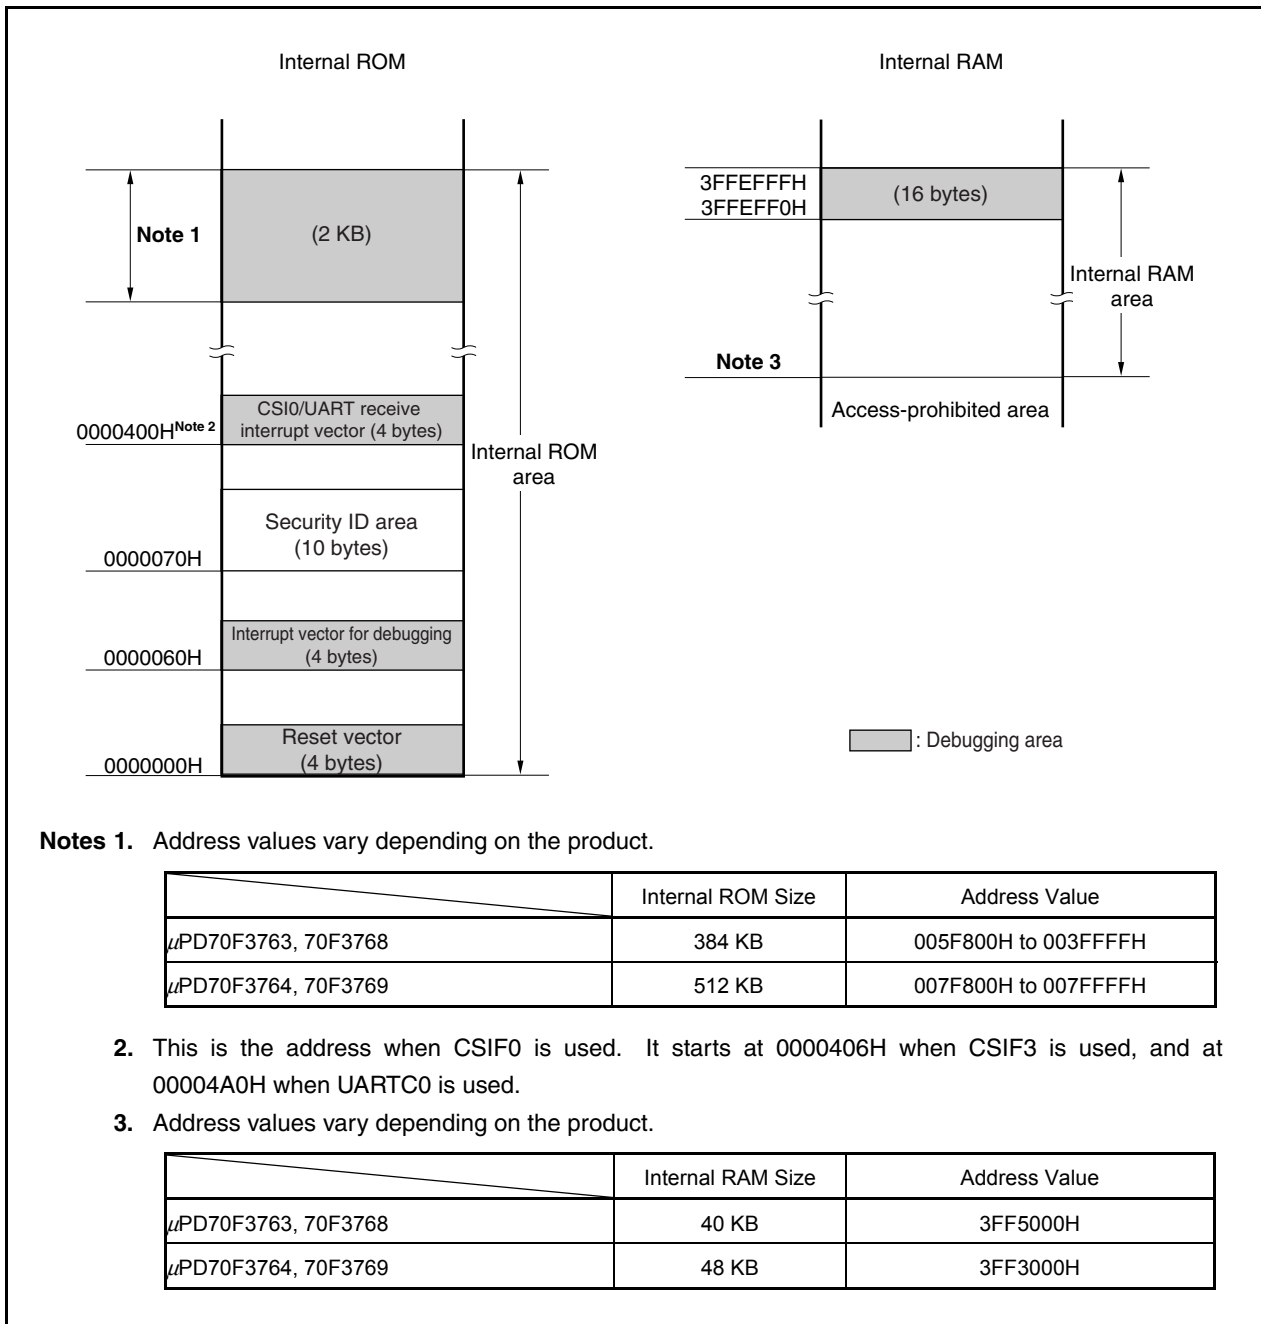 Internal ROM
Internal RAM
Note 1
(2 KB)
CSI0/UART receive
interrupt vector (4 bytes)
0000400H Note 2
Internal ROM
area
Security ID area
(10 bytes)
0000070H
Interrupt vector for debugging
(4 bytes)
0000060H
Reset vector
(4 bytes)
0000000H
3FFEFFFH
3FFEFF0H
(16 bytes)
Internal RAM
area
Note 3
Access-prohibited area
: Debugging area
Notes 1. Address values vary depending on the product.
Internal ROM Size Address Value
μPD70F3763, 70F3768 384 KB 005F800H to 003FFFFH
μPD70F3764, 70F3769 512 KB 007F800H to 007FFFFH
2. This is the address when CSIF0 is used. It starts at 0000406H when CSIF3 is used, and at
00004A0H when UARTC0 is used.
3. Address values vary depending on the product.
Internal RAM Size Address Value
μPD70F3763, 70F3768 40 KB 3FF5000H
μPD70F3764, 70F3769 48 KB 3FF3000H